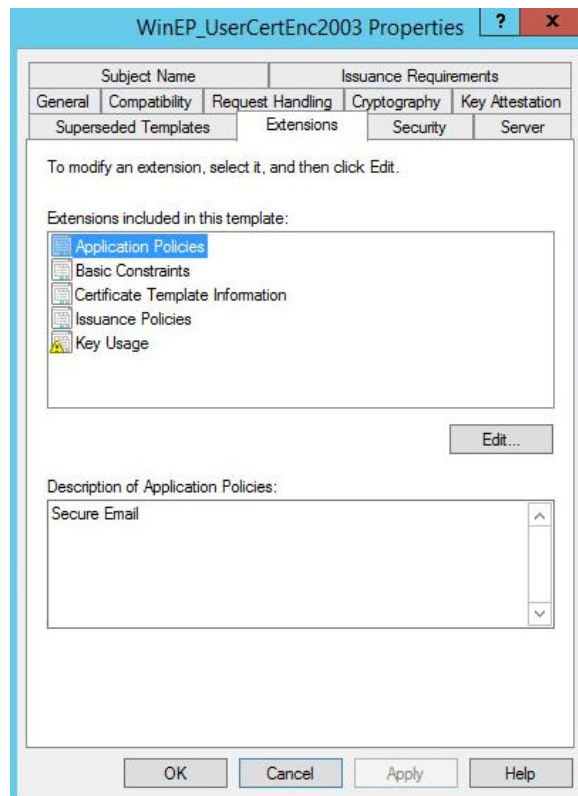 WinEP_UserCertEnc2003 Properties ? x
Subject Name Issuance Requirements
General Compatibility Request Handling Cryptography Key Attestation
Superseded Templates Extensions Security Server
To modify an extension, select it, and then click Edit.
Extensions included in this template:
Application Policies
Basic Constraints
Certificate Template Information
Issuance Policies
Key Usage
Edit...
Description of Application Policies:
Secure Email
OK Cancel Apply Help